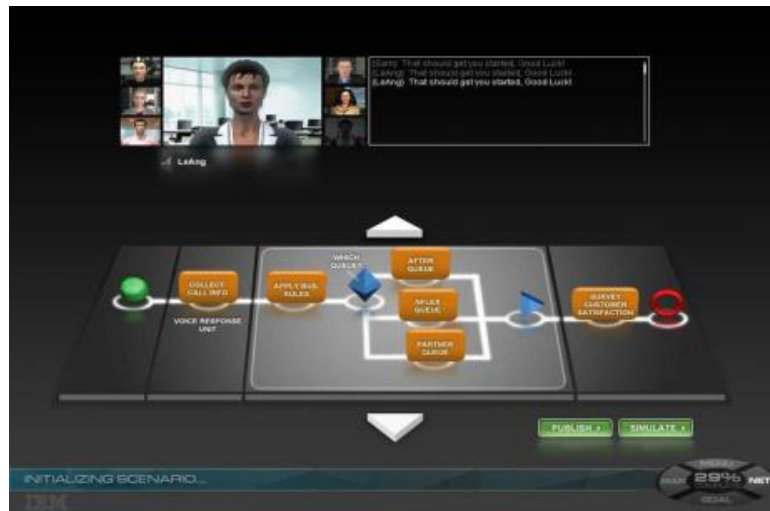 (Sam) That should get you started, Good Luck!
(LeAng) That should get you started, Good Luck!
(LeAng) That should get you started, Good Luck!
LeAng
WHICH
QUEUE?
AFTER
QUEUE
COLLECT
CALL INFO
APPLY BUS.
RULES
QUEUE
SURVEY
CUSTOMER
SATISFACTION
VOICE RESPONSE
UNIT
PARTNER
QUEUE
PUBLISH
SIMULATE
INITIALIZING SCENARIO...
MENU
29%
NET
IBM